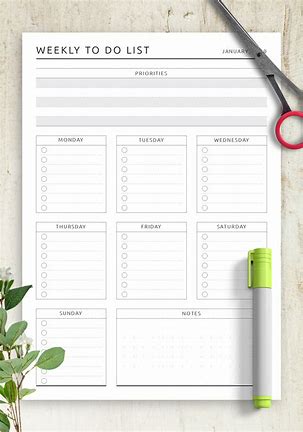 WEEKLY TO DO LIST
JANUARY
PRIORITIES
MONDAY
TUESDAY
WEDNESDAY
THURSDAY
FRIDAY
SATURDAY
SUNDAY
NOTES